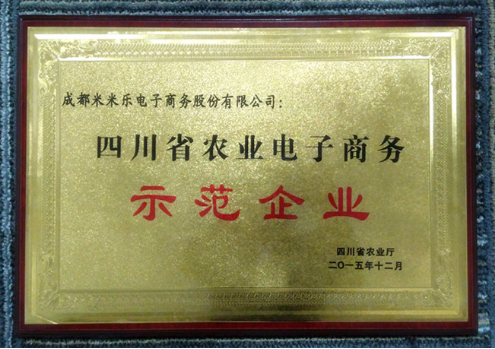 成都米米乐电子商务股份有限公司：
四川省农业电子商务
示范企业
四川省农业厅
二〇一五年十二月